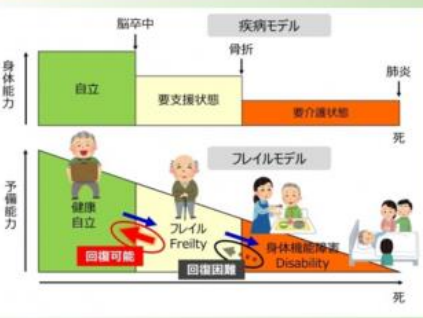 疾病モデル
脳卒中
骨折
肺炎
身体能力
自立
要支援状態
要介護状態
死
フレイルモデル
予備能力
健康
自立
フレイル
Freilty
身体機能障害
Disability
回復可能
回復困難
死